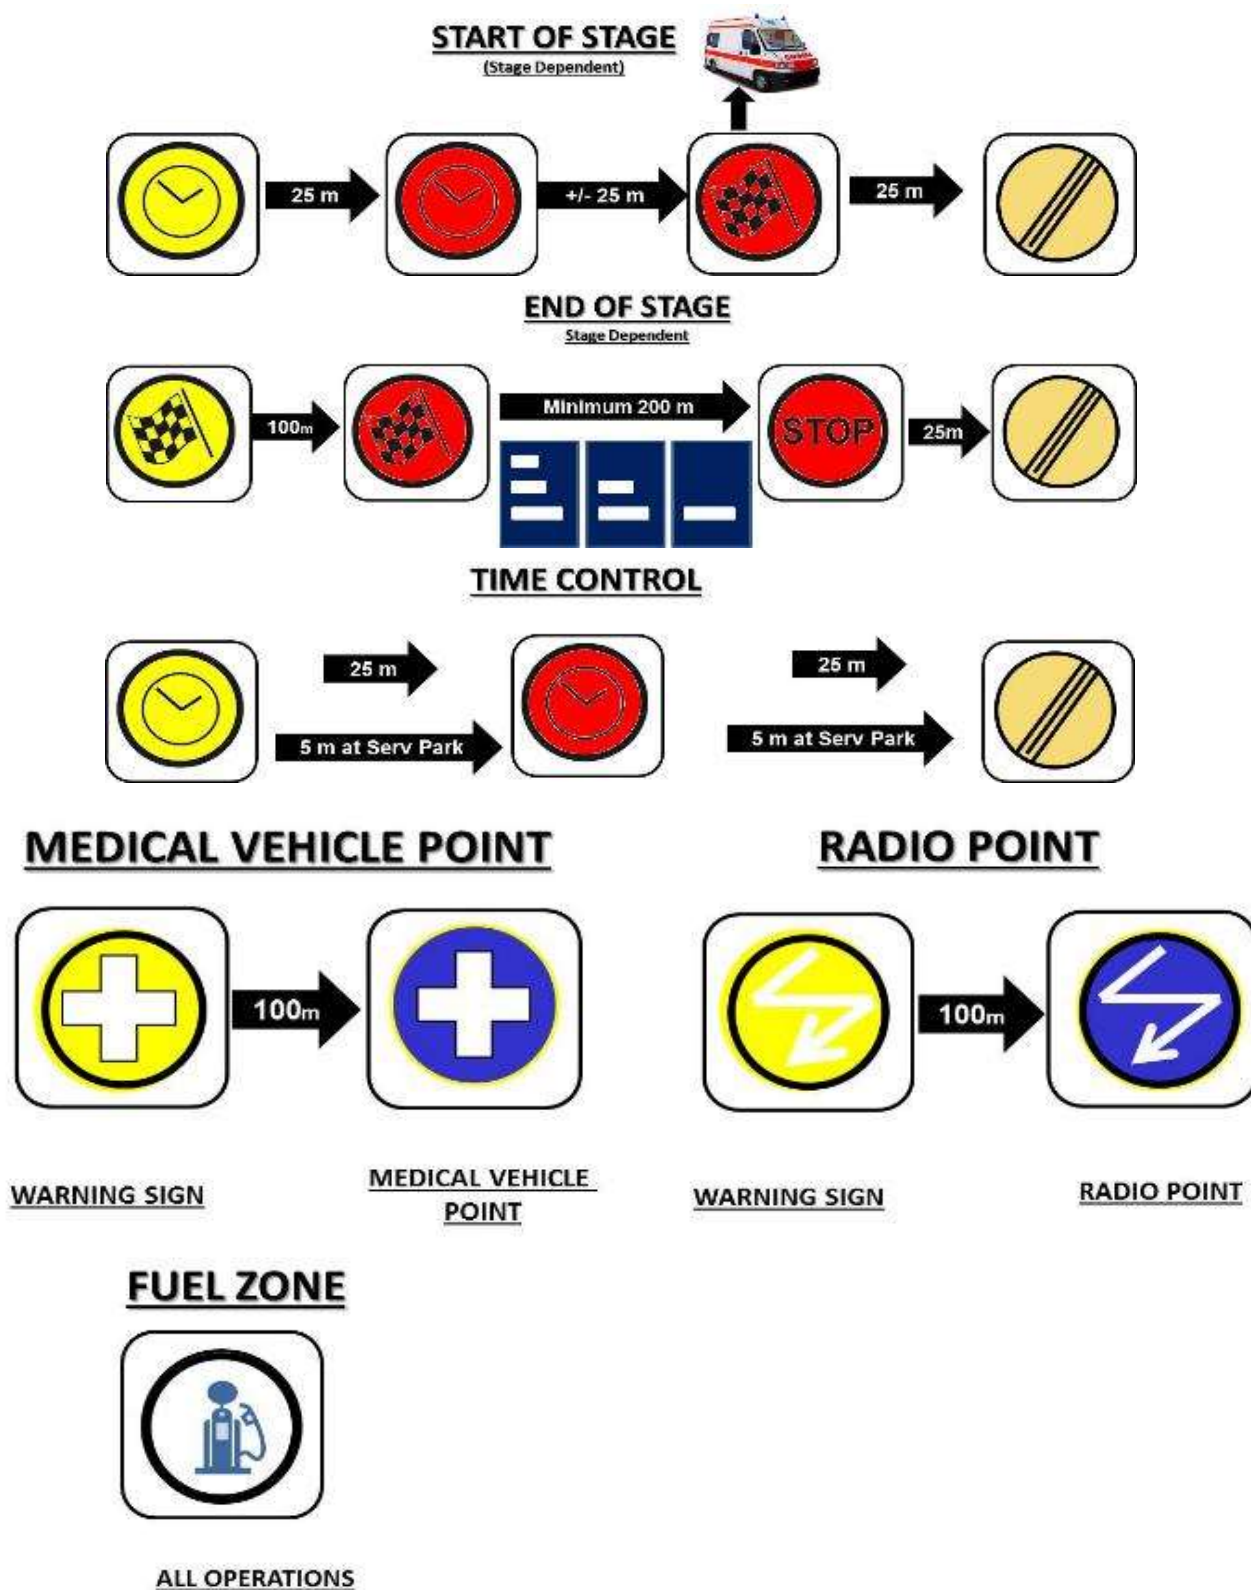 START OF STAGE
(Stage Dependent)
25 m
+/- 25 m
25 m
END OF STAGE
Stage Dependent
100m
Minimum 200 m
STOP
25m
TIME CONTROL
25 m
25 m
5 m at Serv Park
5 m at Serv Park
MEDICAL VEHICLE POINT
RADIO POINT
100m
100m
WARNING SIGN
MEDICAL VEHICLE
POINT
WARNING SIGN
RADIO POINT
FUEL ZONE
ALL OPERATIONS